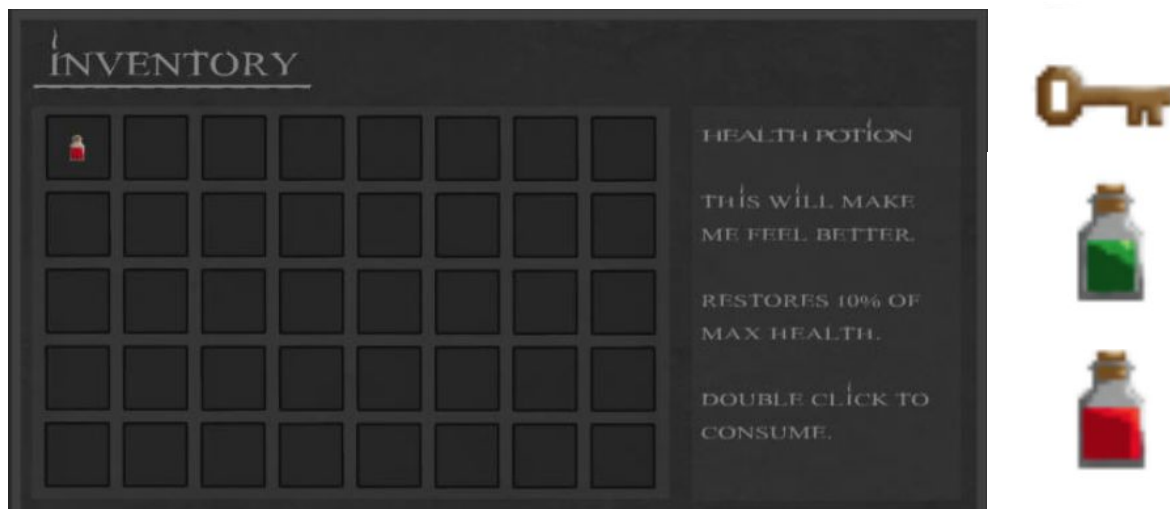 INVENTORY
HEALTH POTION
THIS WILL MAKE
ME FEEL BETTER.
RESTORES 10% OF
MAX HEALTH.
DOUBLE CLICK TO
CONSUME.